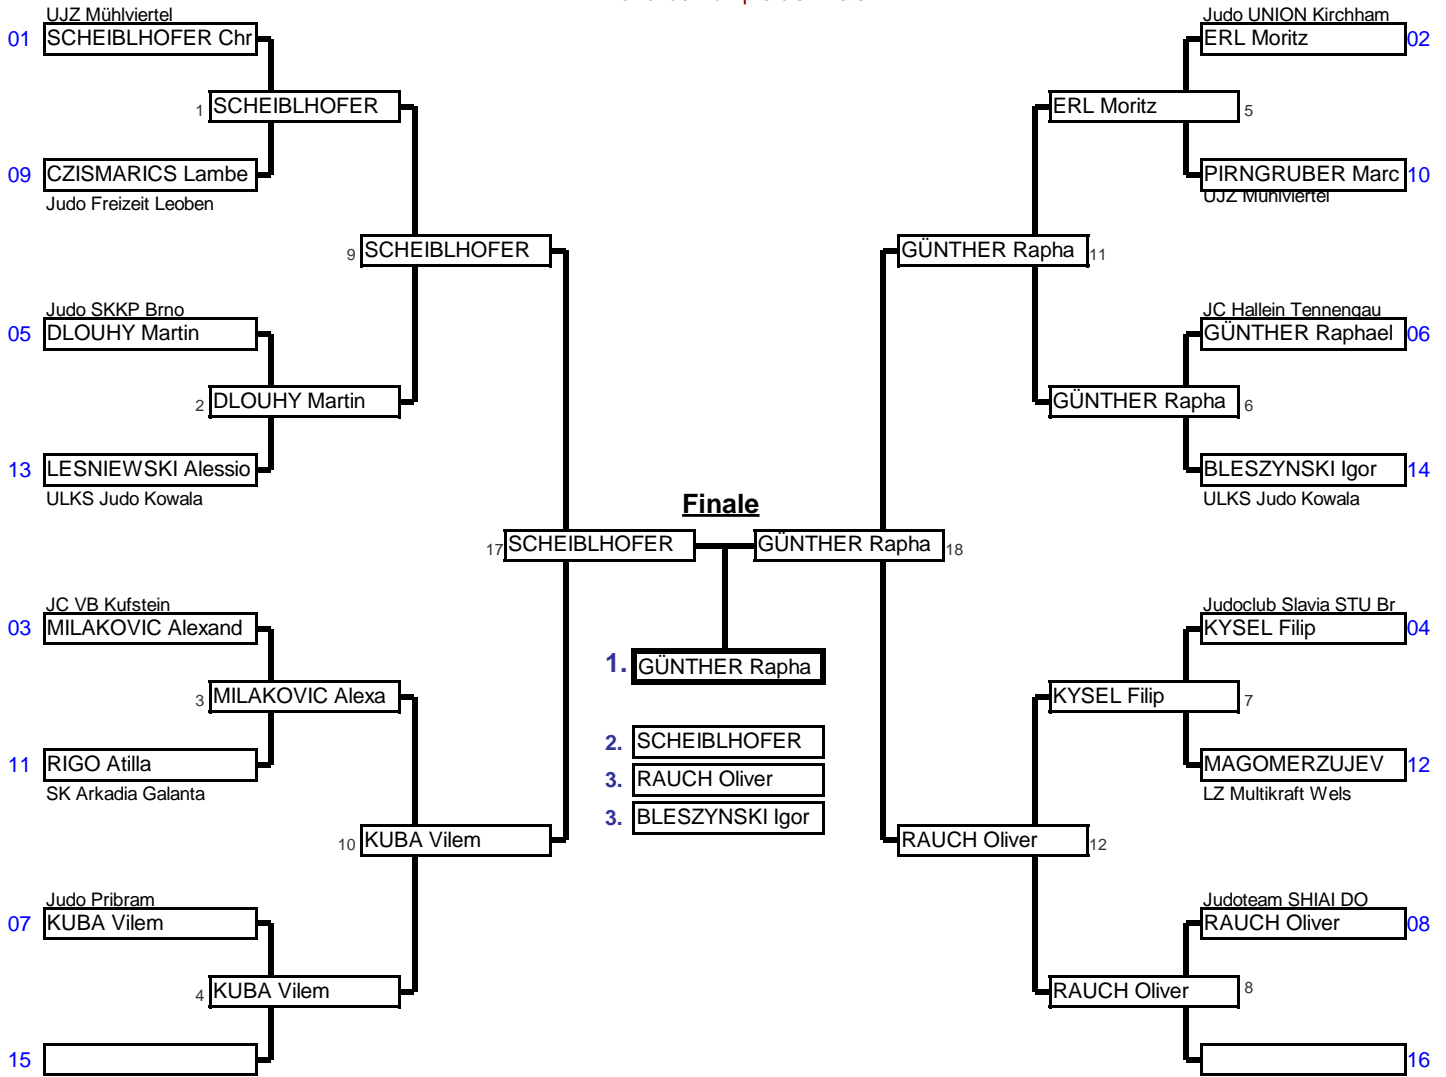 UJZ Mühlviertel
01 SCHEIBLHOFER Chr
1 SCHEIBLHOFER
09 CZISMARICS Lambe
Judo Freizeit Leoben
9 SCHEIBLHOFER
Judo SKKP Brno
05 DLOUHY Martin
2 DLOUHY Martin
13 LESNIEWSKI Alessio
ULKS Judo Kowala
17 SCHEIBLHOFER
JC VB Kufstein
03 MILAKOVIC Alexand
3 MILAKOVIC Alexa
11 RIGO Atilla
SK Arkadia Galanta
10 KUBA Vilem
Judo Pribram
07 KUBA Vilem
4 KUBA Vilem
15
Finale
1. GÜNTHER Rapha
2. SCHEIBLHOFER
3. RAUCH Oliver
3. BLESZYNSKI Igor
Judo UNION Kirchham
ERL Moritz 02
ERL Moritz 5
PIRNGRUBER Marc 10
UJZ Mühlviertel
GÜNTHER Rapha 11
JC Hallein Tennengau
GÜNTHER Raphael 06
GÜNTHER Rapha 6
BLESZYNSKI Igor 14
ULKS Judo Kowala
GÜNTHER Rapha 18
Judoclub Slavia STU Br
KYSEL Filip 04
KYSEL Filip 7
MAGOMERZUJEV 12
LZ Multikraft Wels
RAUCH Oliver 12
Judoteam SHIAI DO
RAUCH Oliver 08
RAUCH Oliver 8
16